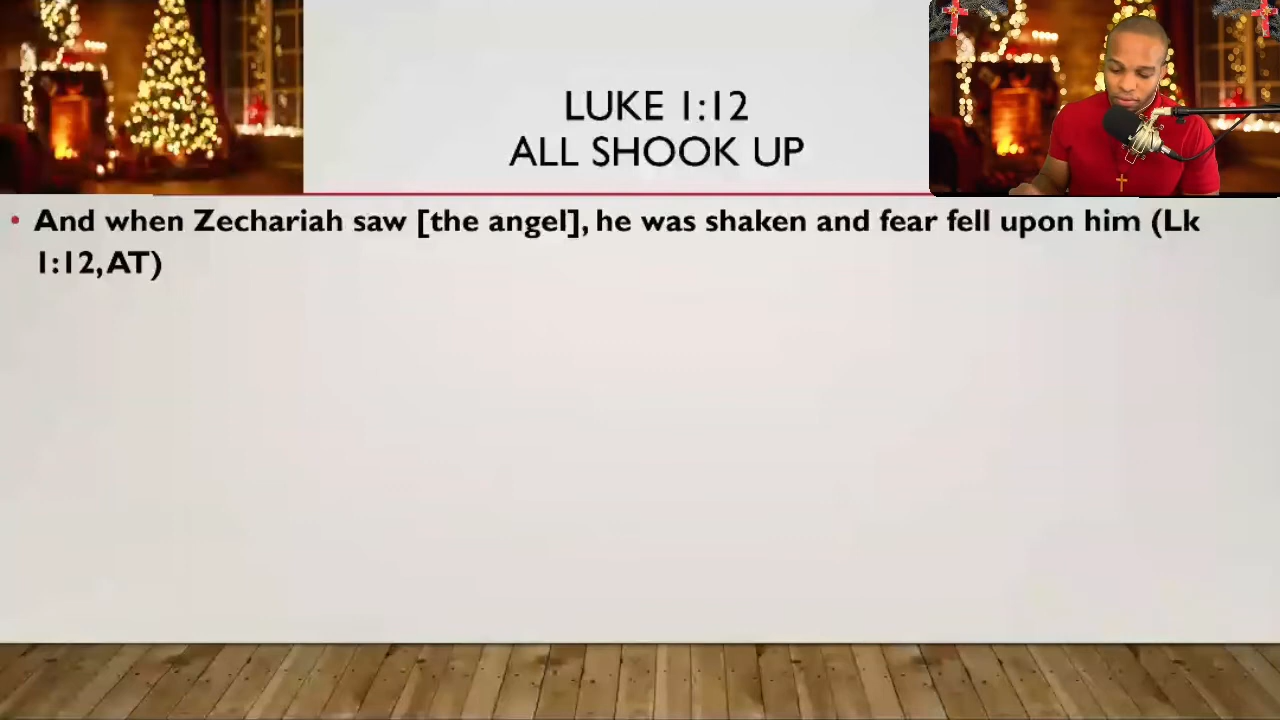 LUKE 1:12
ALL SHOOK UP
• And when Zechariah saw [the angel], he was shaken and fear fell upon him (Lk
1:12, AT)